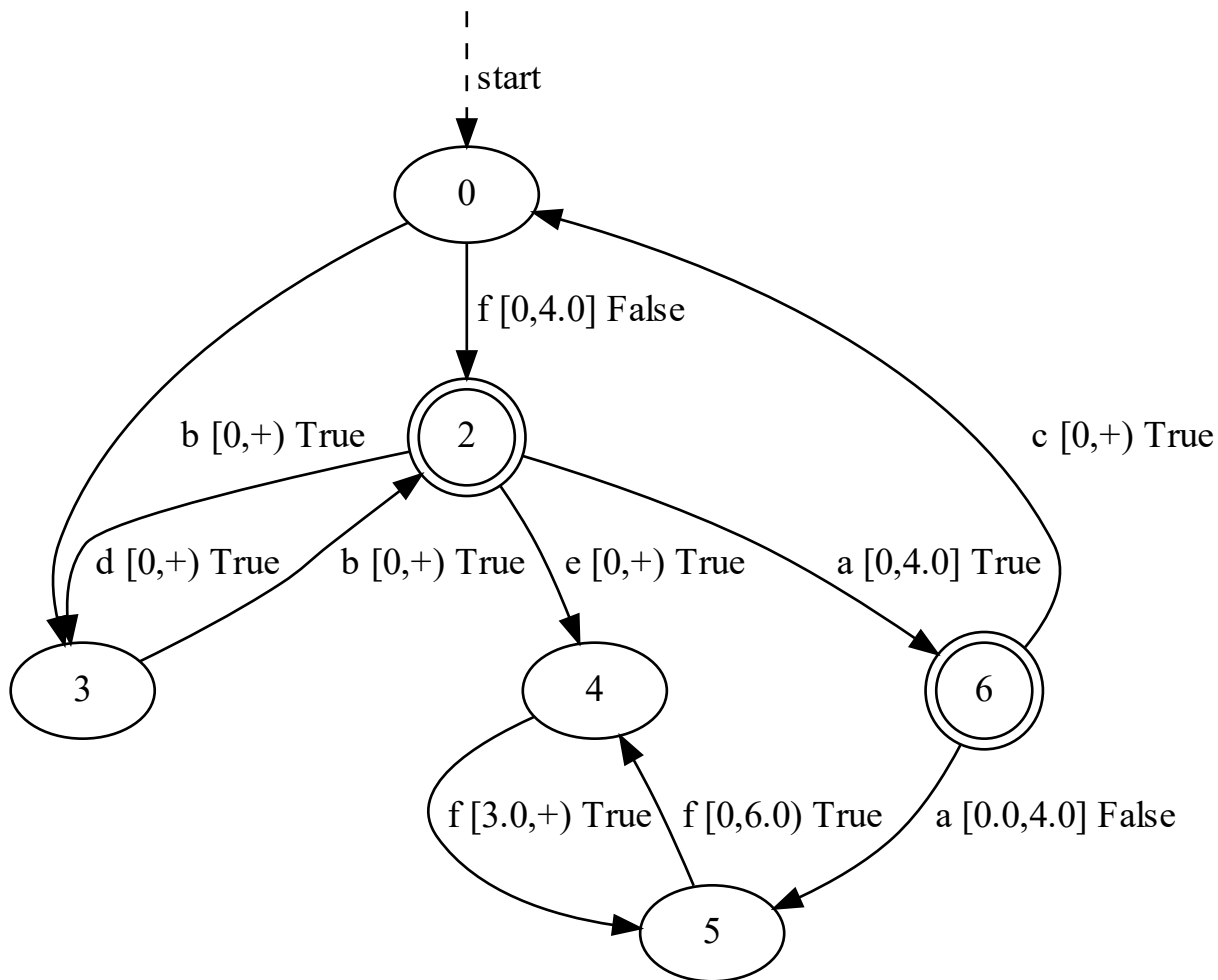 start
0
f [0,4.0] False
b [0,+) True
2
c [0,+) True
d [0,+) True
b [0,+) True
e [0,+) True
a [0,4.0] True
3
4
6
f [3.0,+) True
f [0,6.0) True
a [0.0,4.0] False
5